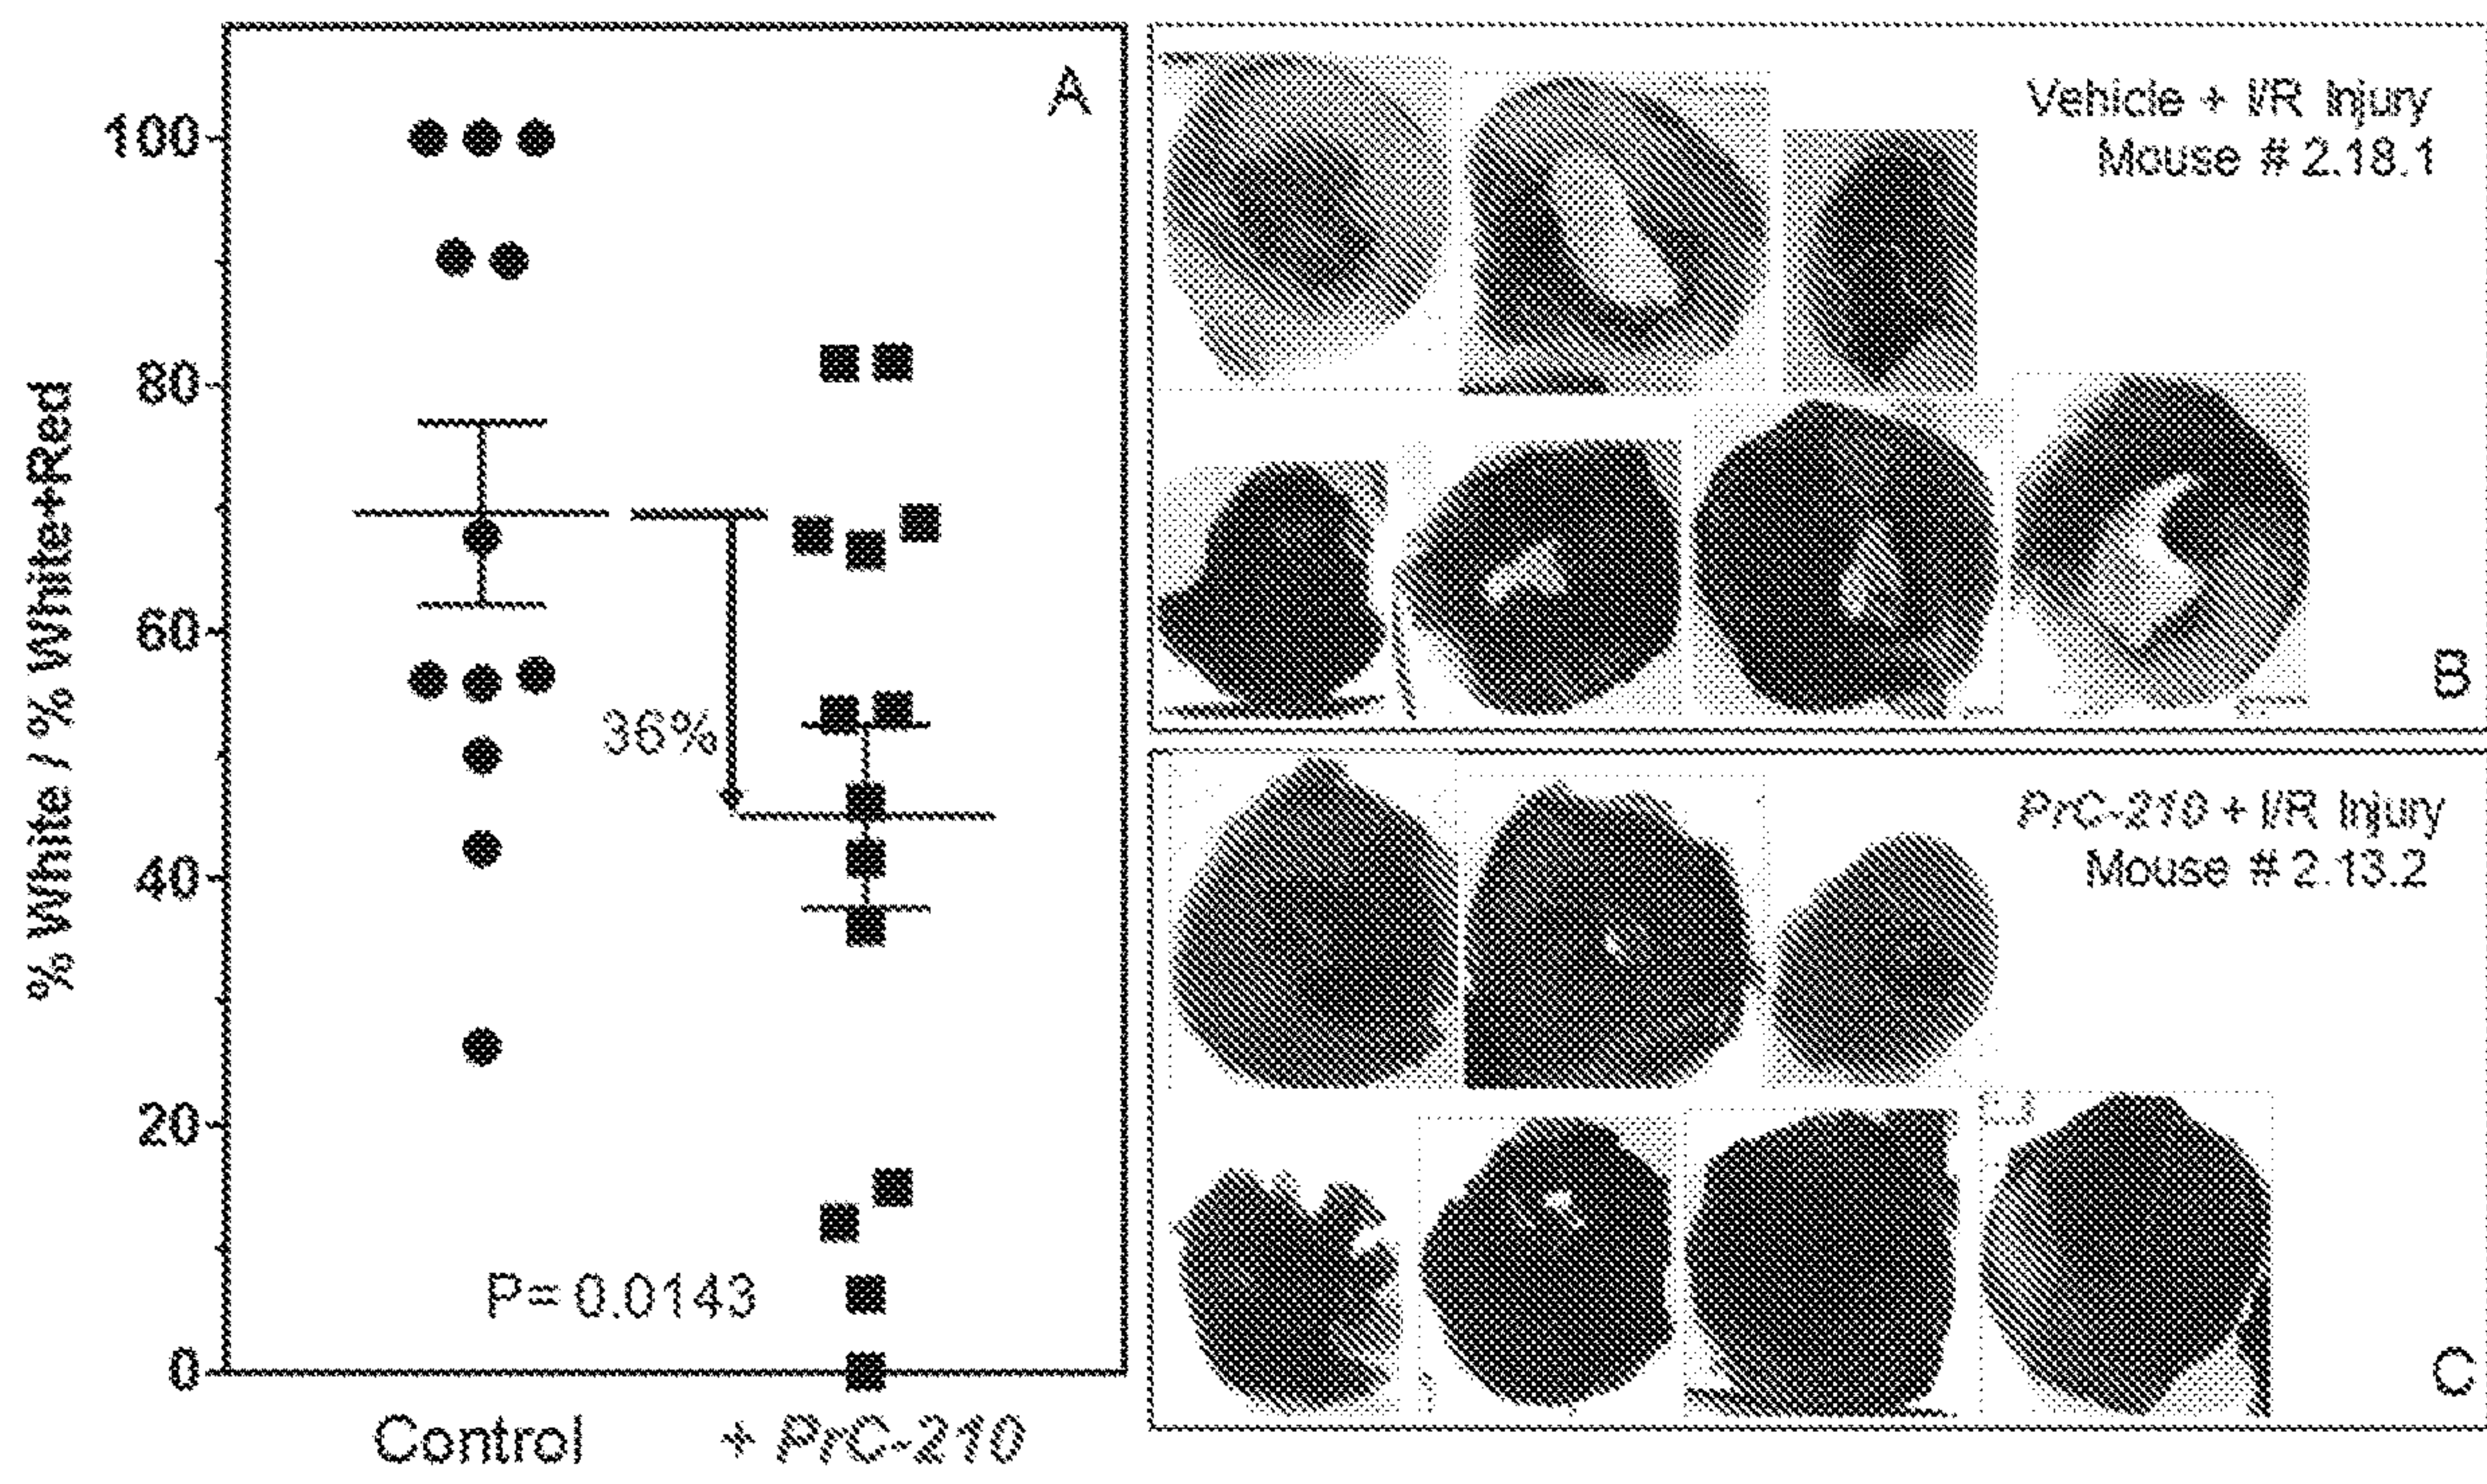 A
100
80
60
40
20
0
% White / % White+Red
36%
P= 0.0143
Control
+ PrC-210
Vehicle + I/R Injury
Mouse # 2.18.1
B
PrC-210 + I/R Injury
Mouse # 2.13.2
C